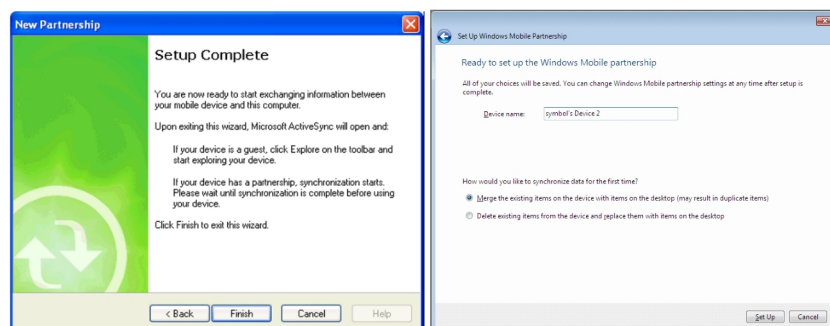 New Partnership
Setup Complete
You are now ready to start exchanging information between
your mobile device and this computer.
Upon exiting this wizard, Microsoft ActiveSync will open and:
If your device is a guest, click Explore on the toolbar and
start exploring your device.
If your device has a partnership, synchronization starts.
Please wait until synchronization is complete before using
your device.
Click Finish to exit this wizard.
< Back
Finish
Cancel
Help
Set Up Windows Mobile Partnership
Ready to set up the Windows Mobile partnership
All of your choices will be saved. You can change Windows Mobile partnership settings at any time after setup is
complete.
Device name: symbol's Device 2
How would you like to synchronize data for the first time?
Merge the existing items on the device with items on the desktop (may result in duplicate items)
Delete existing items from the device and replace them with items on the desktop
Set Up
Cancel